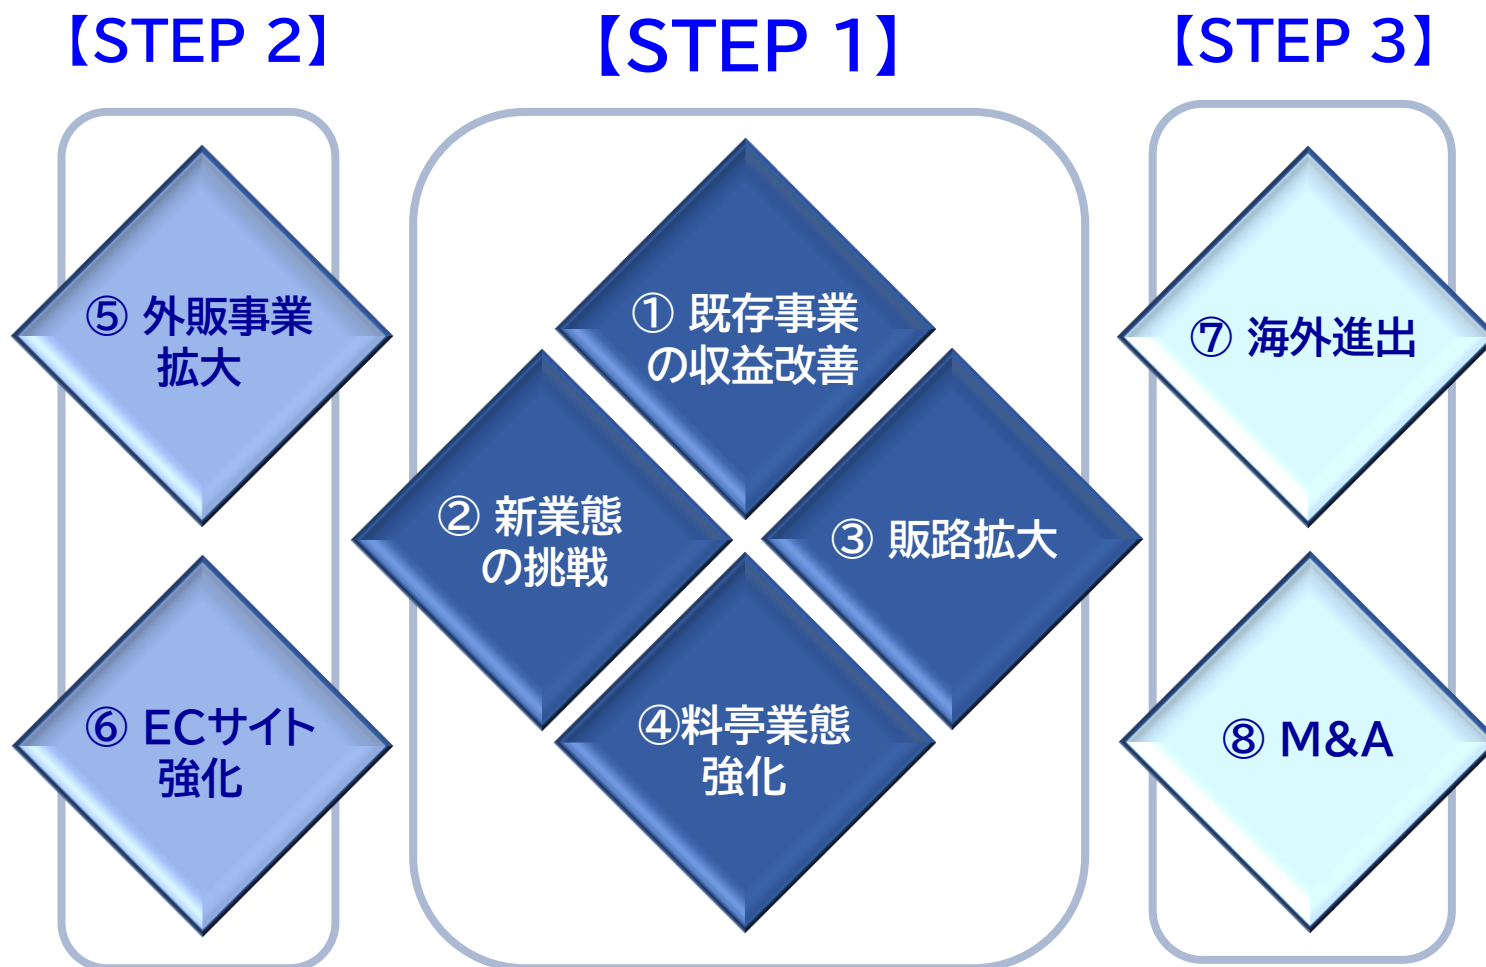 【STEP 2】
⑤ 外販事業
拡大
⑥ ECサイト
強化
【STEP 1】
① 既存事業
の収益改善
② 新業態
の挑戦
③ 販路拡大
④料亭業態
強化
【STEP 3】
⑦ 海外進出
⑧ M&A